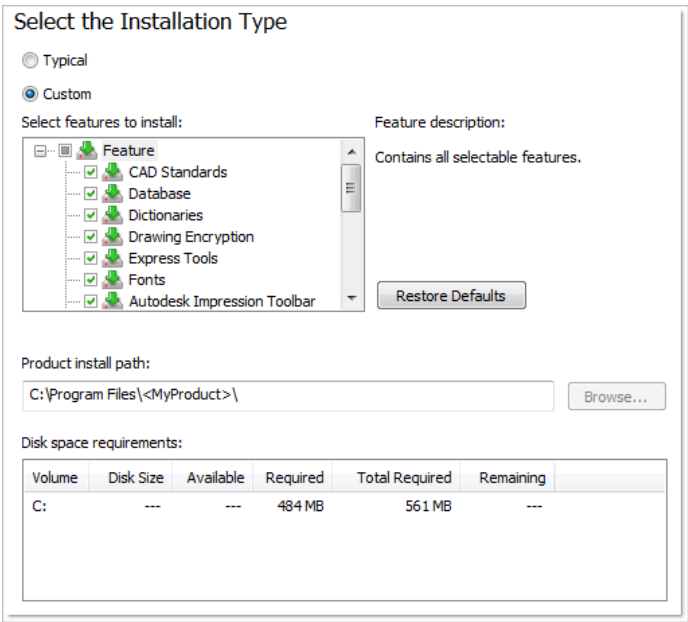 Select the Installation Type
Typical
Custom
Select features to install:
Feature description:
Feature
Contains all selectable features.
CAD Standards
Database
Dictionaries
Drawing Encryption
Express Tools
Fonts
Autodesk Impression Toolbar
Restore Defaults
Product install path:
C:\Program Files\<MyProduct>\
Browse...
Disk space requirements:
Volume Disk Size Available Required Total Required Remaining
C: --- --- 484 MB 561 MB ---